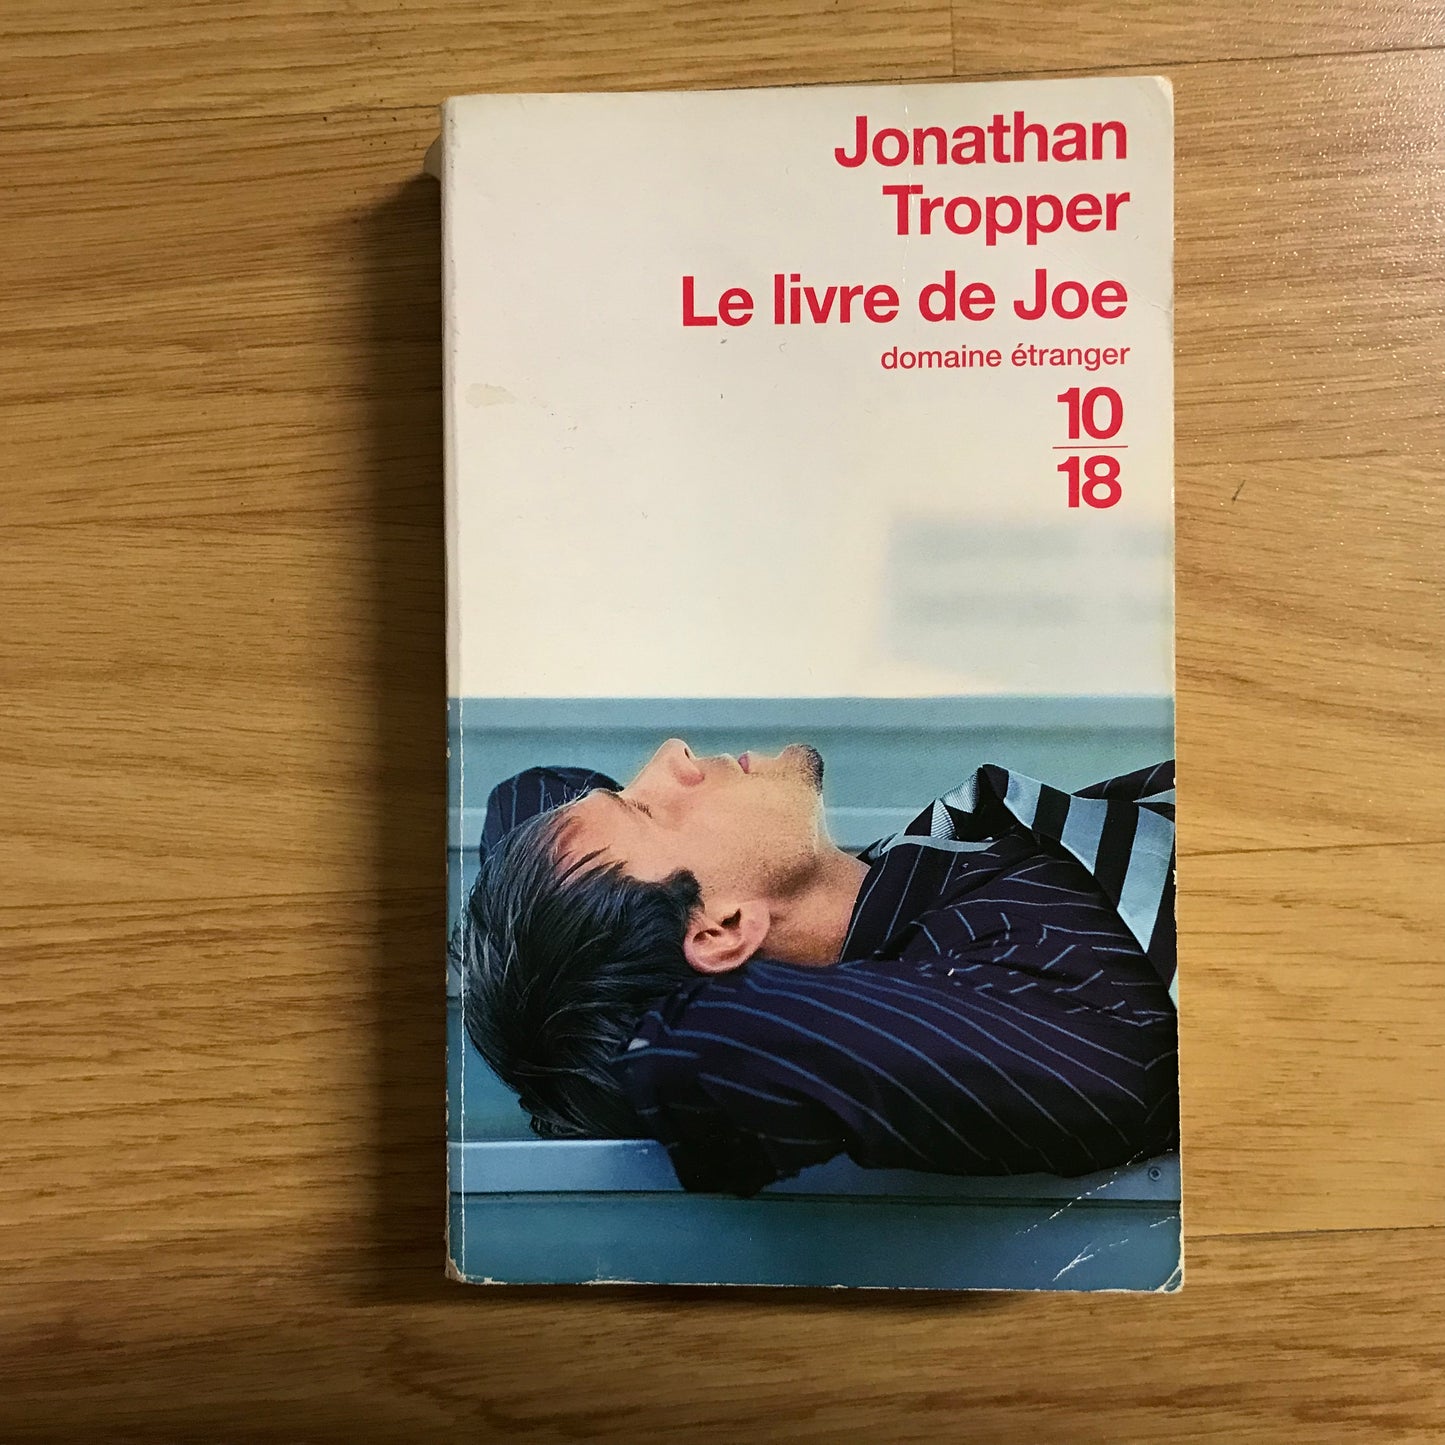 Jonathan
Tropper
Le livre de Joe
domaine étranger
10
18